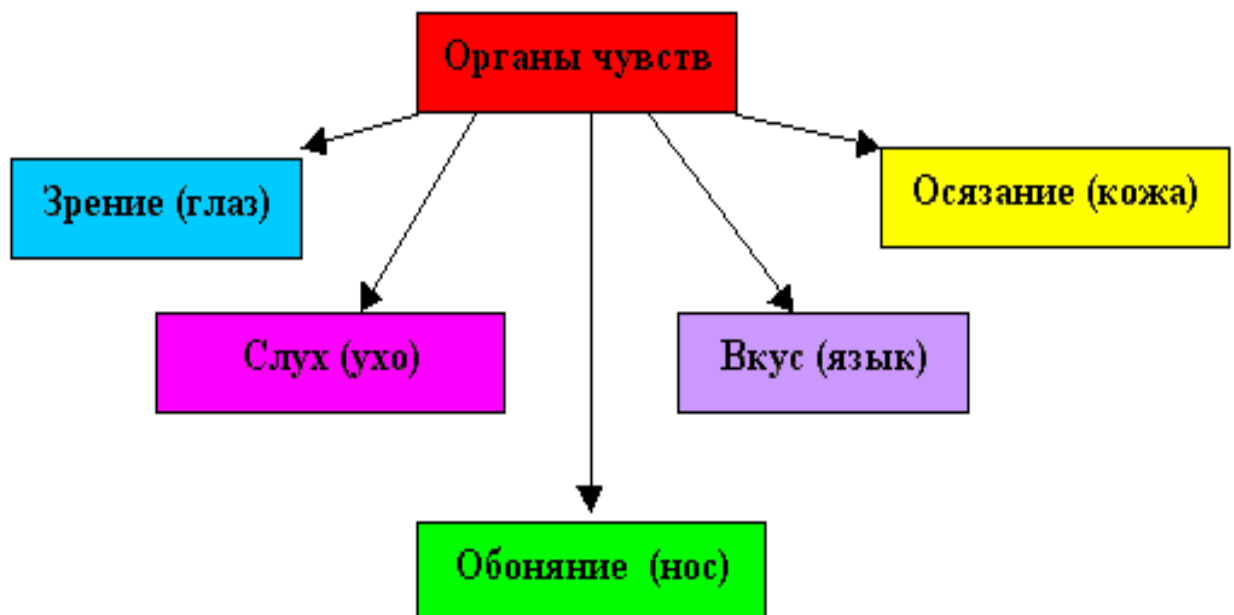 Органы чувств
Зрение (глаз)
Осязание (кожа)
Слух (ухо)
Вкус (язык)
Обоняние (нос)